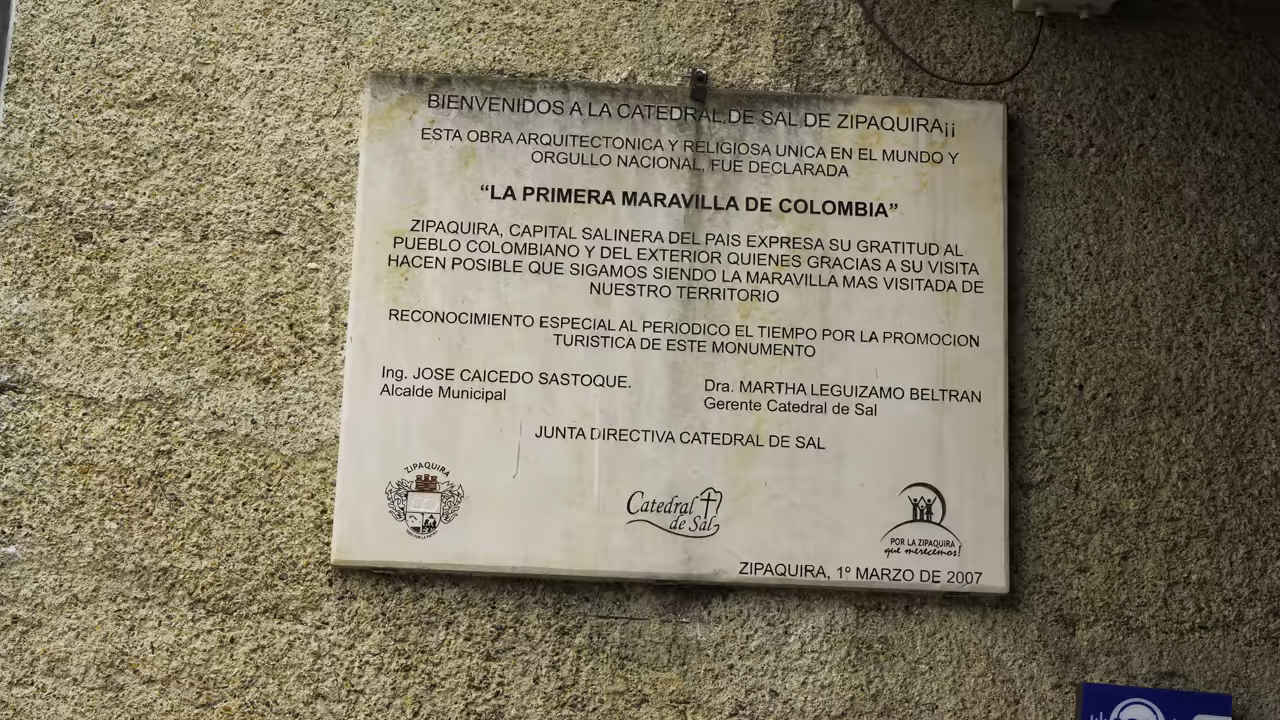 BIENVENIDOS A LA CATEDRAL DE SAL DE ZIPAQUIRA¡¡
ESTA OBRA ARQUITECTONICA Y RELIGIOSA UNICA EN EL MUNDO Y
ORGULLO NACIONAL, FUE DECLARADA
“LA PRIMERA MARAVILLA DE COLOMBIA”
ZIPAQUIRA, CAPITAL SALINERA DEL PAIS EXPRESA SU GRATITUD AL
PUEBLO COLOMBIANO Y DEL EXTERIOR QUIENES GRACIAS A SU VISITA
HACEN POSIBLE QUE SIGAMOS SIENDO LA MARAVILLA MAS VISITADA DE
NUESTRO TERRITORIO
RECONOCIMIENTO ESPECIAL AL PERIODICO EL TIEMPO POR LA PROMOCION
TURISTICA DE ESTE MONUMENTO
Ing. JOSE CAICEDO SASTOQUE.
Alcalde Municipal
Dra. MARTHA LEGUIZAMO BELTRAN
Gerente Catedral de Sal
JUNTA DIRECTIVA CATEDRAL DE SAL
ZIPAQUIRA
Catedral
de Sal
POR LA ZIPAQUIRA
que merecemos!
ZIPAQUIRA, 1º MARZO DE 2007